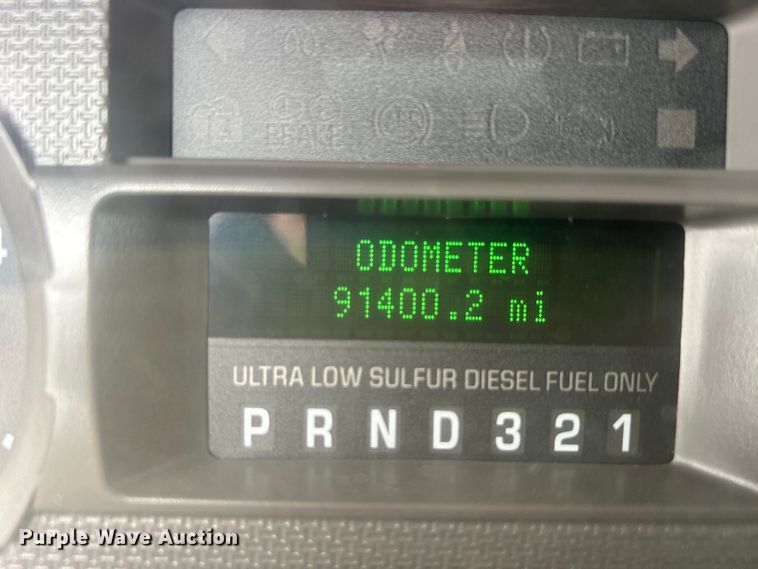 BRAKE
ODOMETER
91400.2 mi
ULTRA LOW SULFUR DIESEL FUEL ONLY
P R N D 3 2 1
Purple Wave Auction